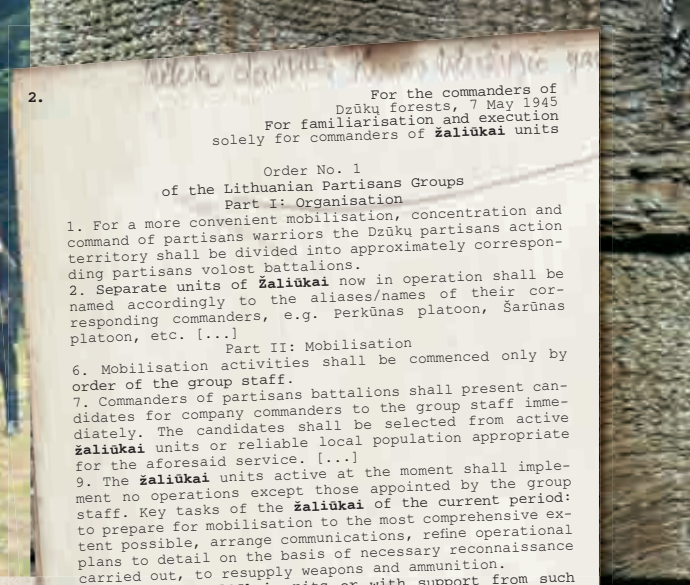 2.
For the commanders of
Dzūkų forests, 7 May 1945
For familiarisation and execution
solely for commanders of žaliūkai units
Order No. 1
of the Lithuanian Partisans Groups
Part I: Organisation
1. For a more convenient mobilisation, concentration and
command of partisans warriors the Dzūkų partisans action
territory shall be divided into approximately correspon-
ding partisans volost battalions.
2. Separate units of Žaliūkai now in operation shall be
named accordingly to the aliases/names of their cor-
responding commanders, e.g. Perkūnas platoon, Šarūnas
platoon, etc. [...]
Part II: Mobilisation
6. Mobilisation activities shall be commenced only by
order of the group staff.
7. Commanders of partisans battalions shall present can-
didates for company commanders to the group staff imme-
diately. The candidates shall be selected from active
žaliūkai units or reliable local population appropriate
for the aforesaid service. [...]
9. The žaliūkai units active at the moment shall imple-
ment no operations except those appointed by the group
staff. Key tasks of the žaliūkai of the current period:
to prepare for mobilisation to the most comprehensive ex-
tent possible, arrange communications, refine operational
plans to detail on the basis of necessary reconnaissance
carried out, to resupply weapons and ammunition.
units or with support from such